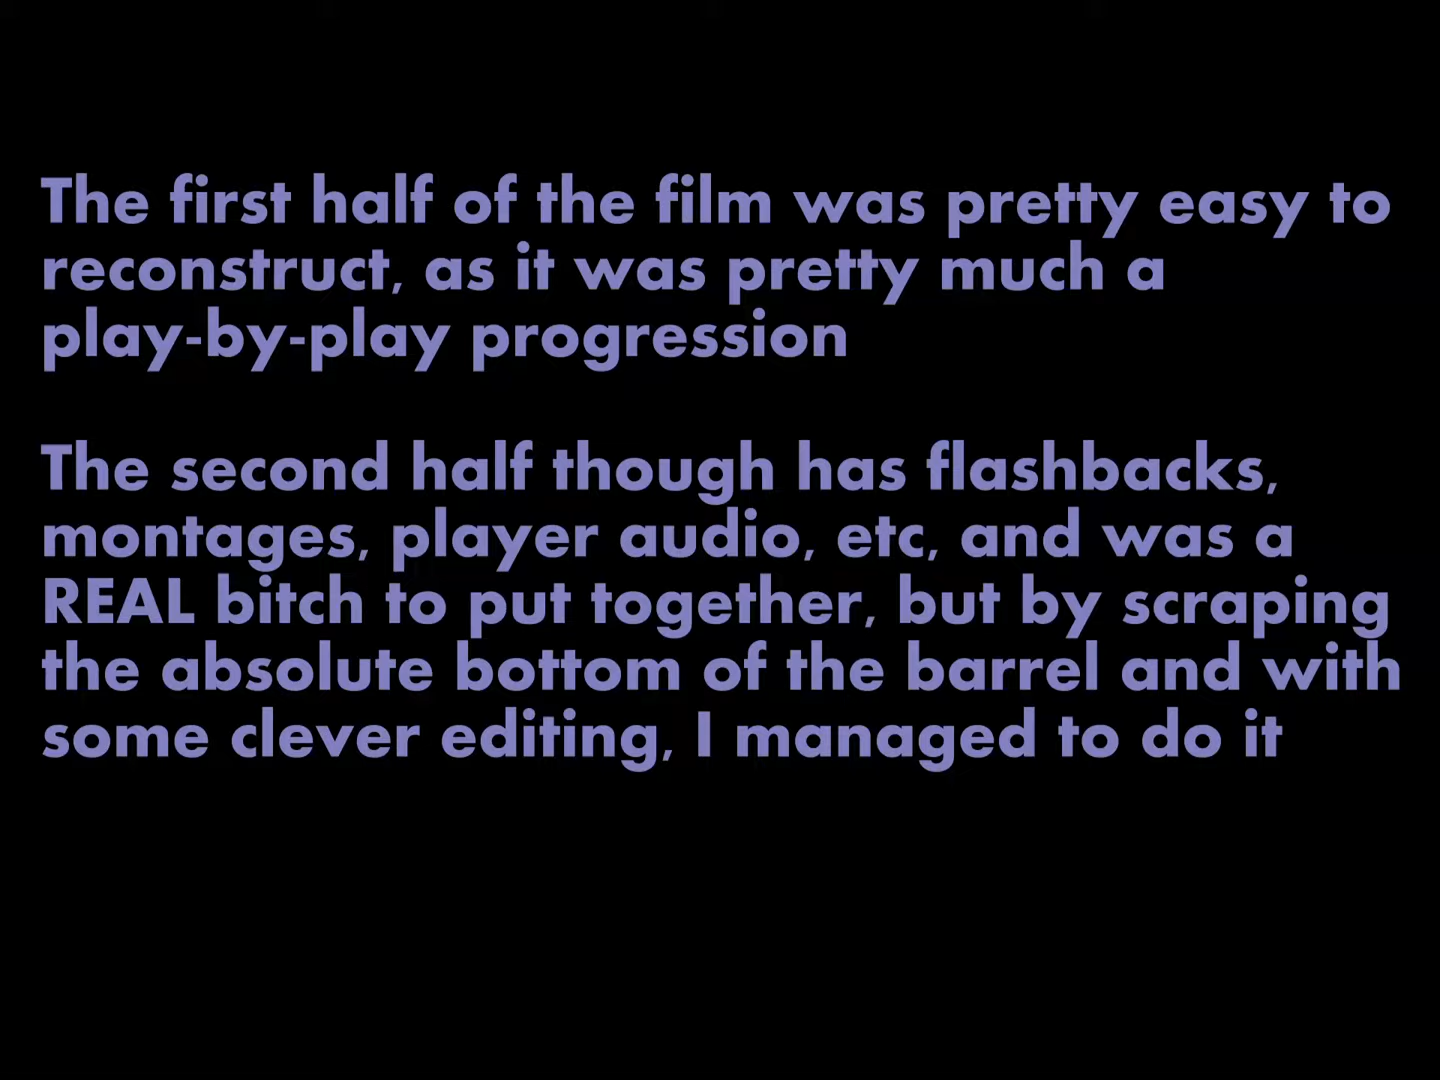 The first half of the film was pretty easy to
reconstruct, as it was pretty much a
play-by-play progression
The second half though has flashbacks,
montages, player audio, etc, and was a
REAL bitch to put together, but by scraping
the absolute bottom of the barrel and with
some clever editing, I managed to do it